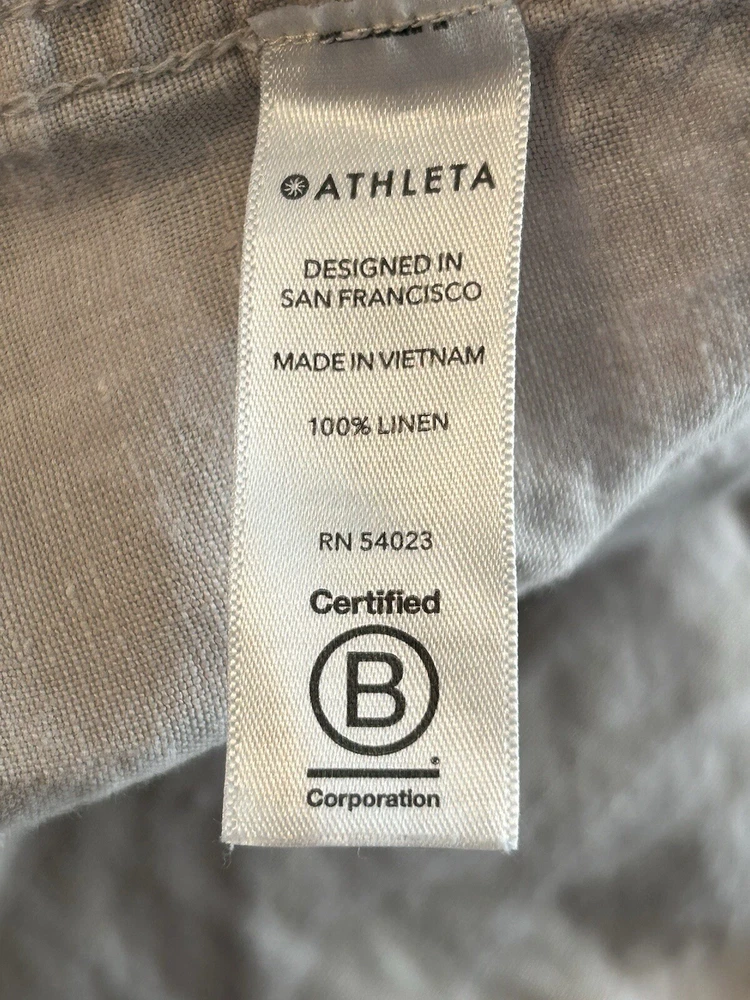 ATHLETA
DESIGNED IN
SAN FRANCISCO
MADE IN VIETNAM
100% LINEN
RN 54023
Certified
B
Corporation